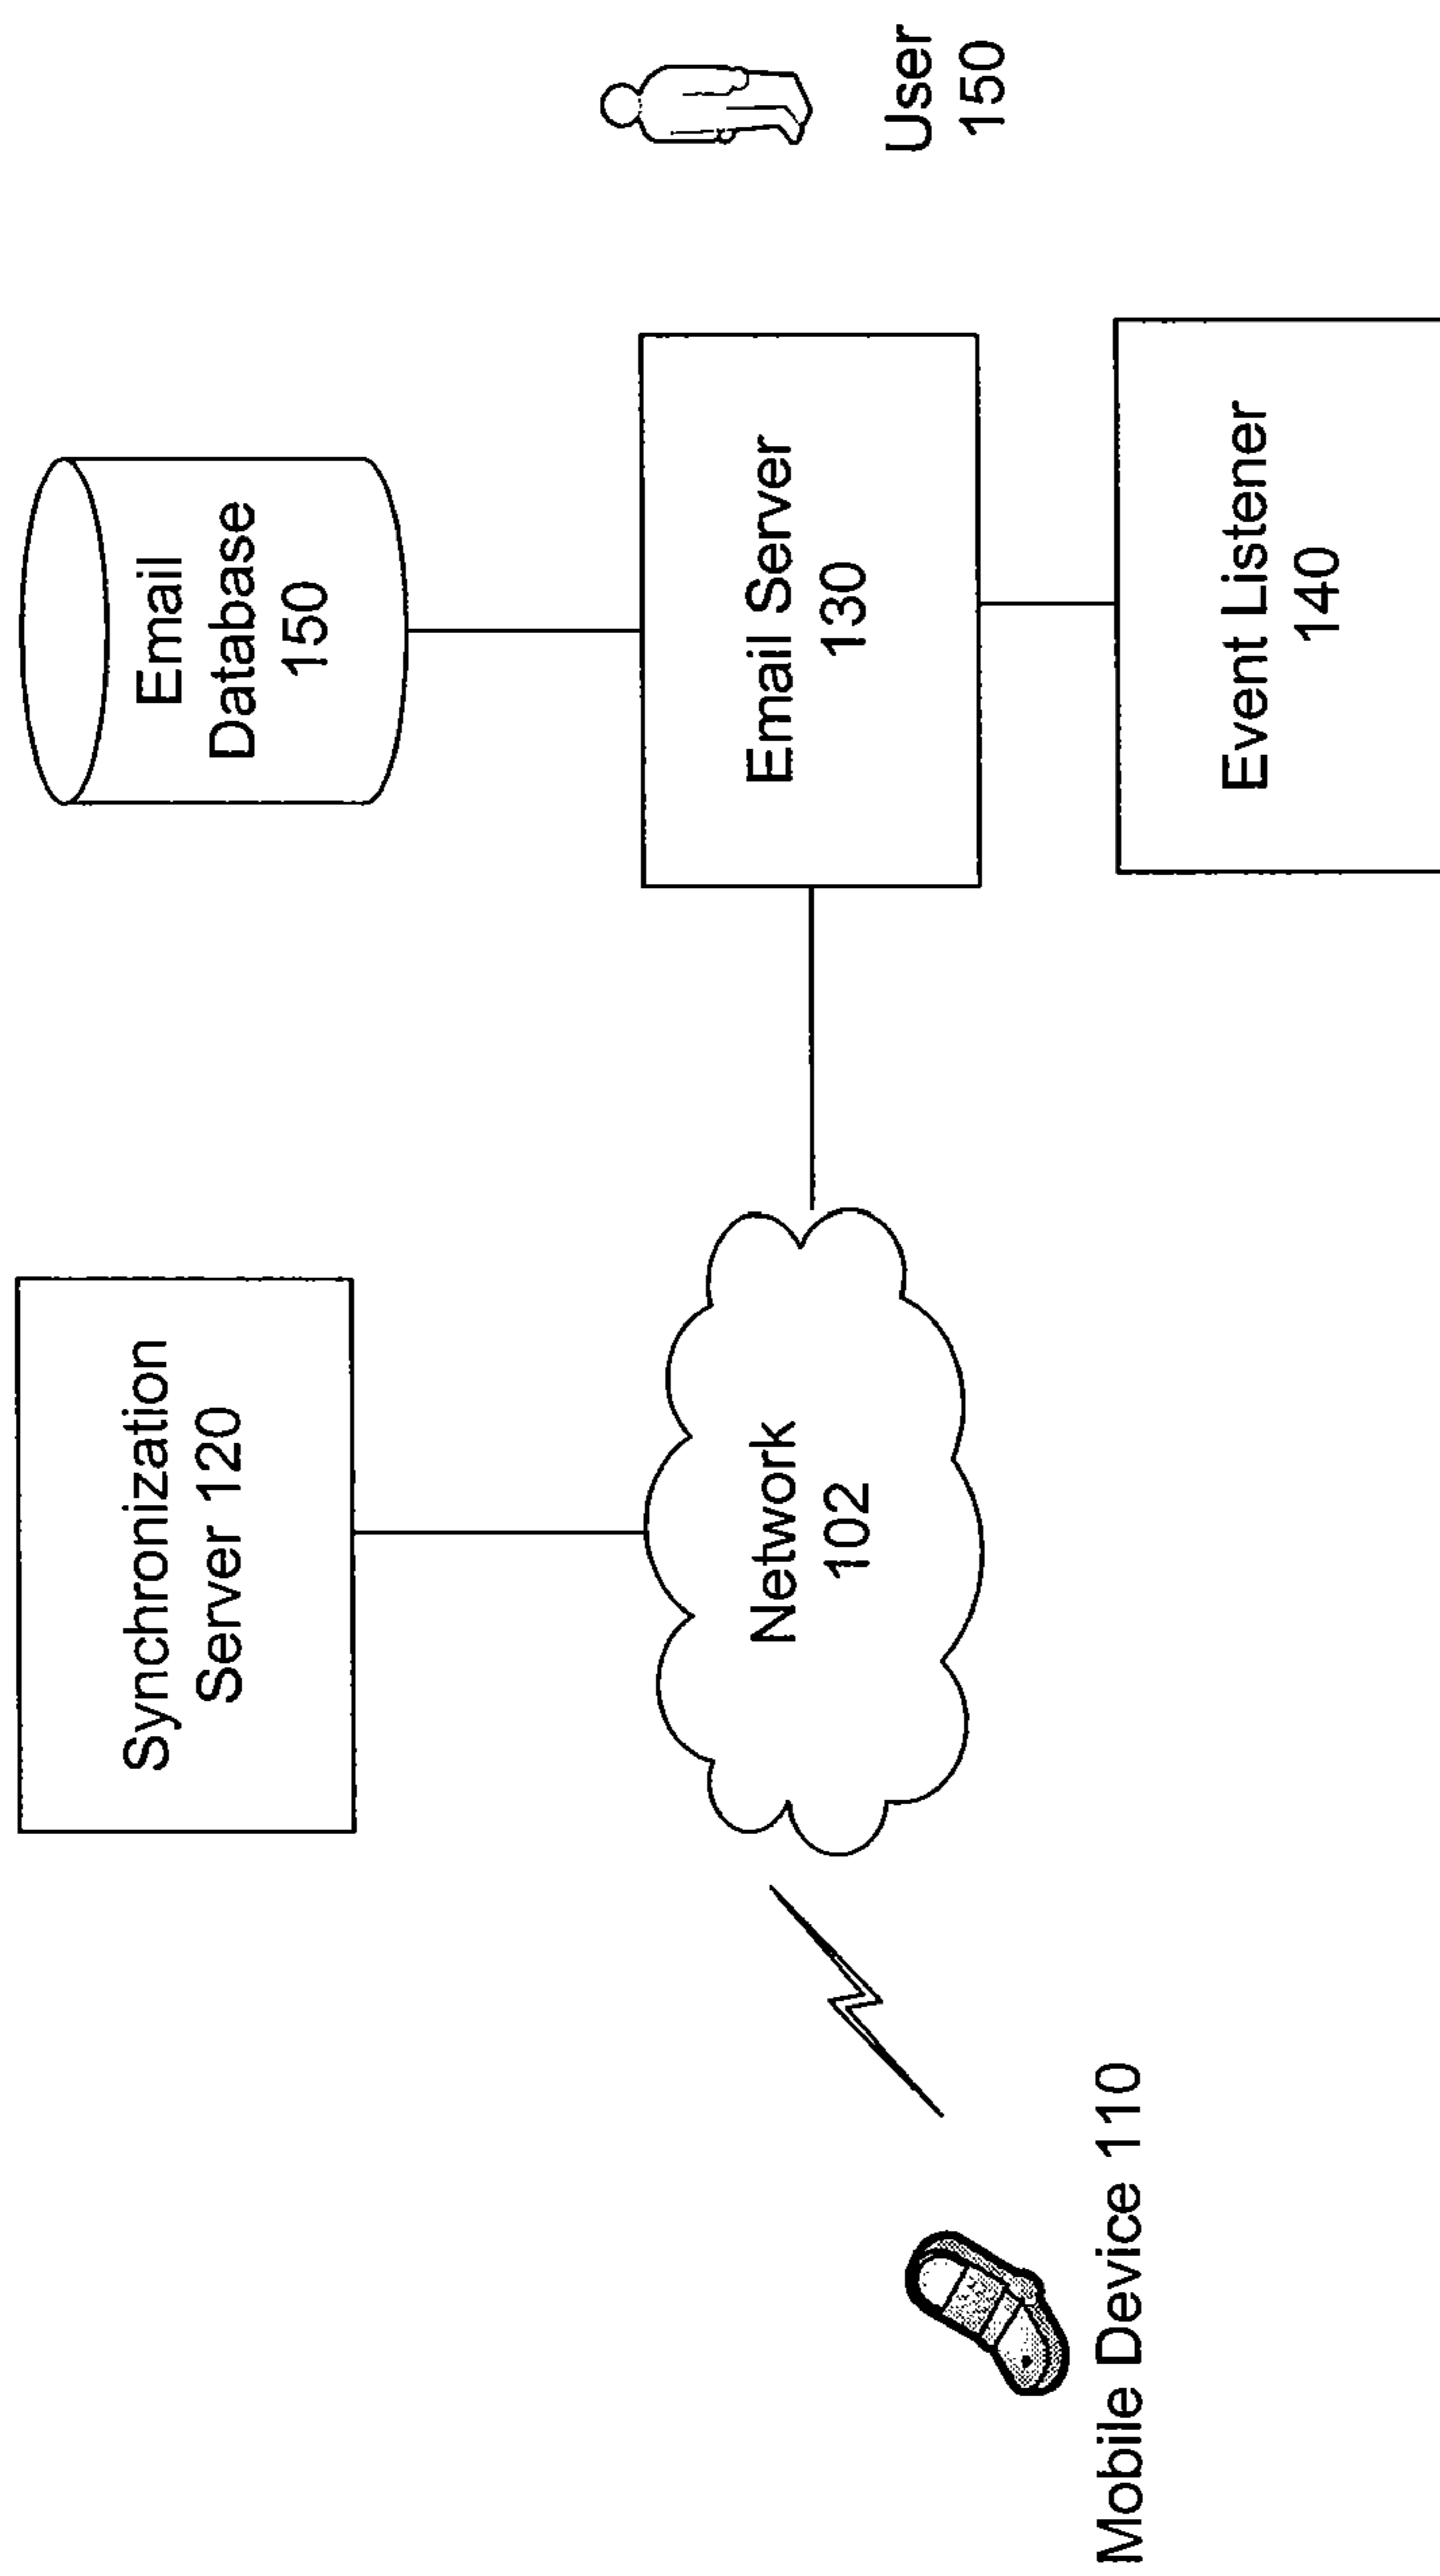 Synchronization
Server 120
Email
Database
150
Network
102
Email Server
130
User
150
Mobile Device 110
Event Listener
140